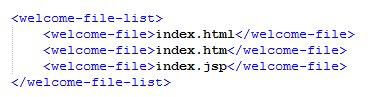 <welcome-file-list>
<welcome-file>index.html</welcome-file>
<welcome-file>index.htm</welcome-file>
<welcome-file>index.jsp</welcome-file>
</welcome-file-list>